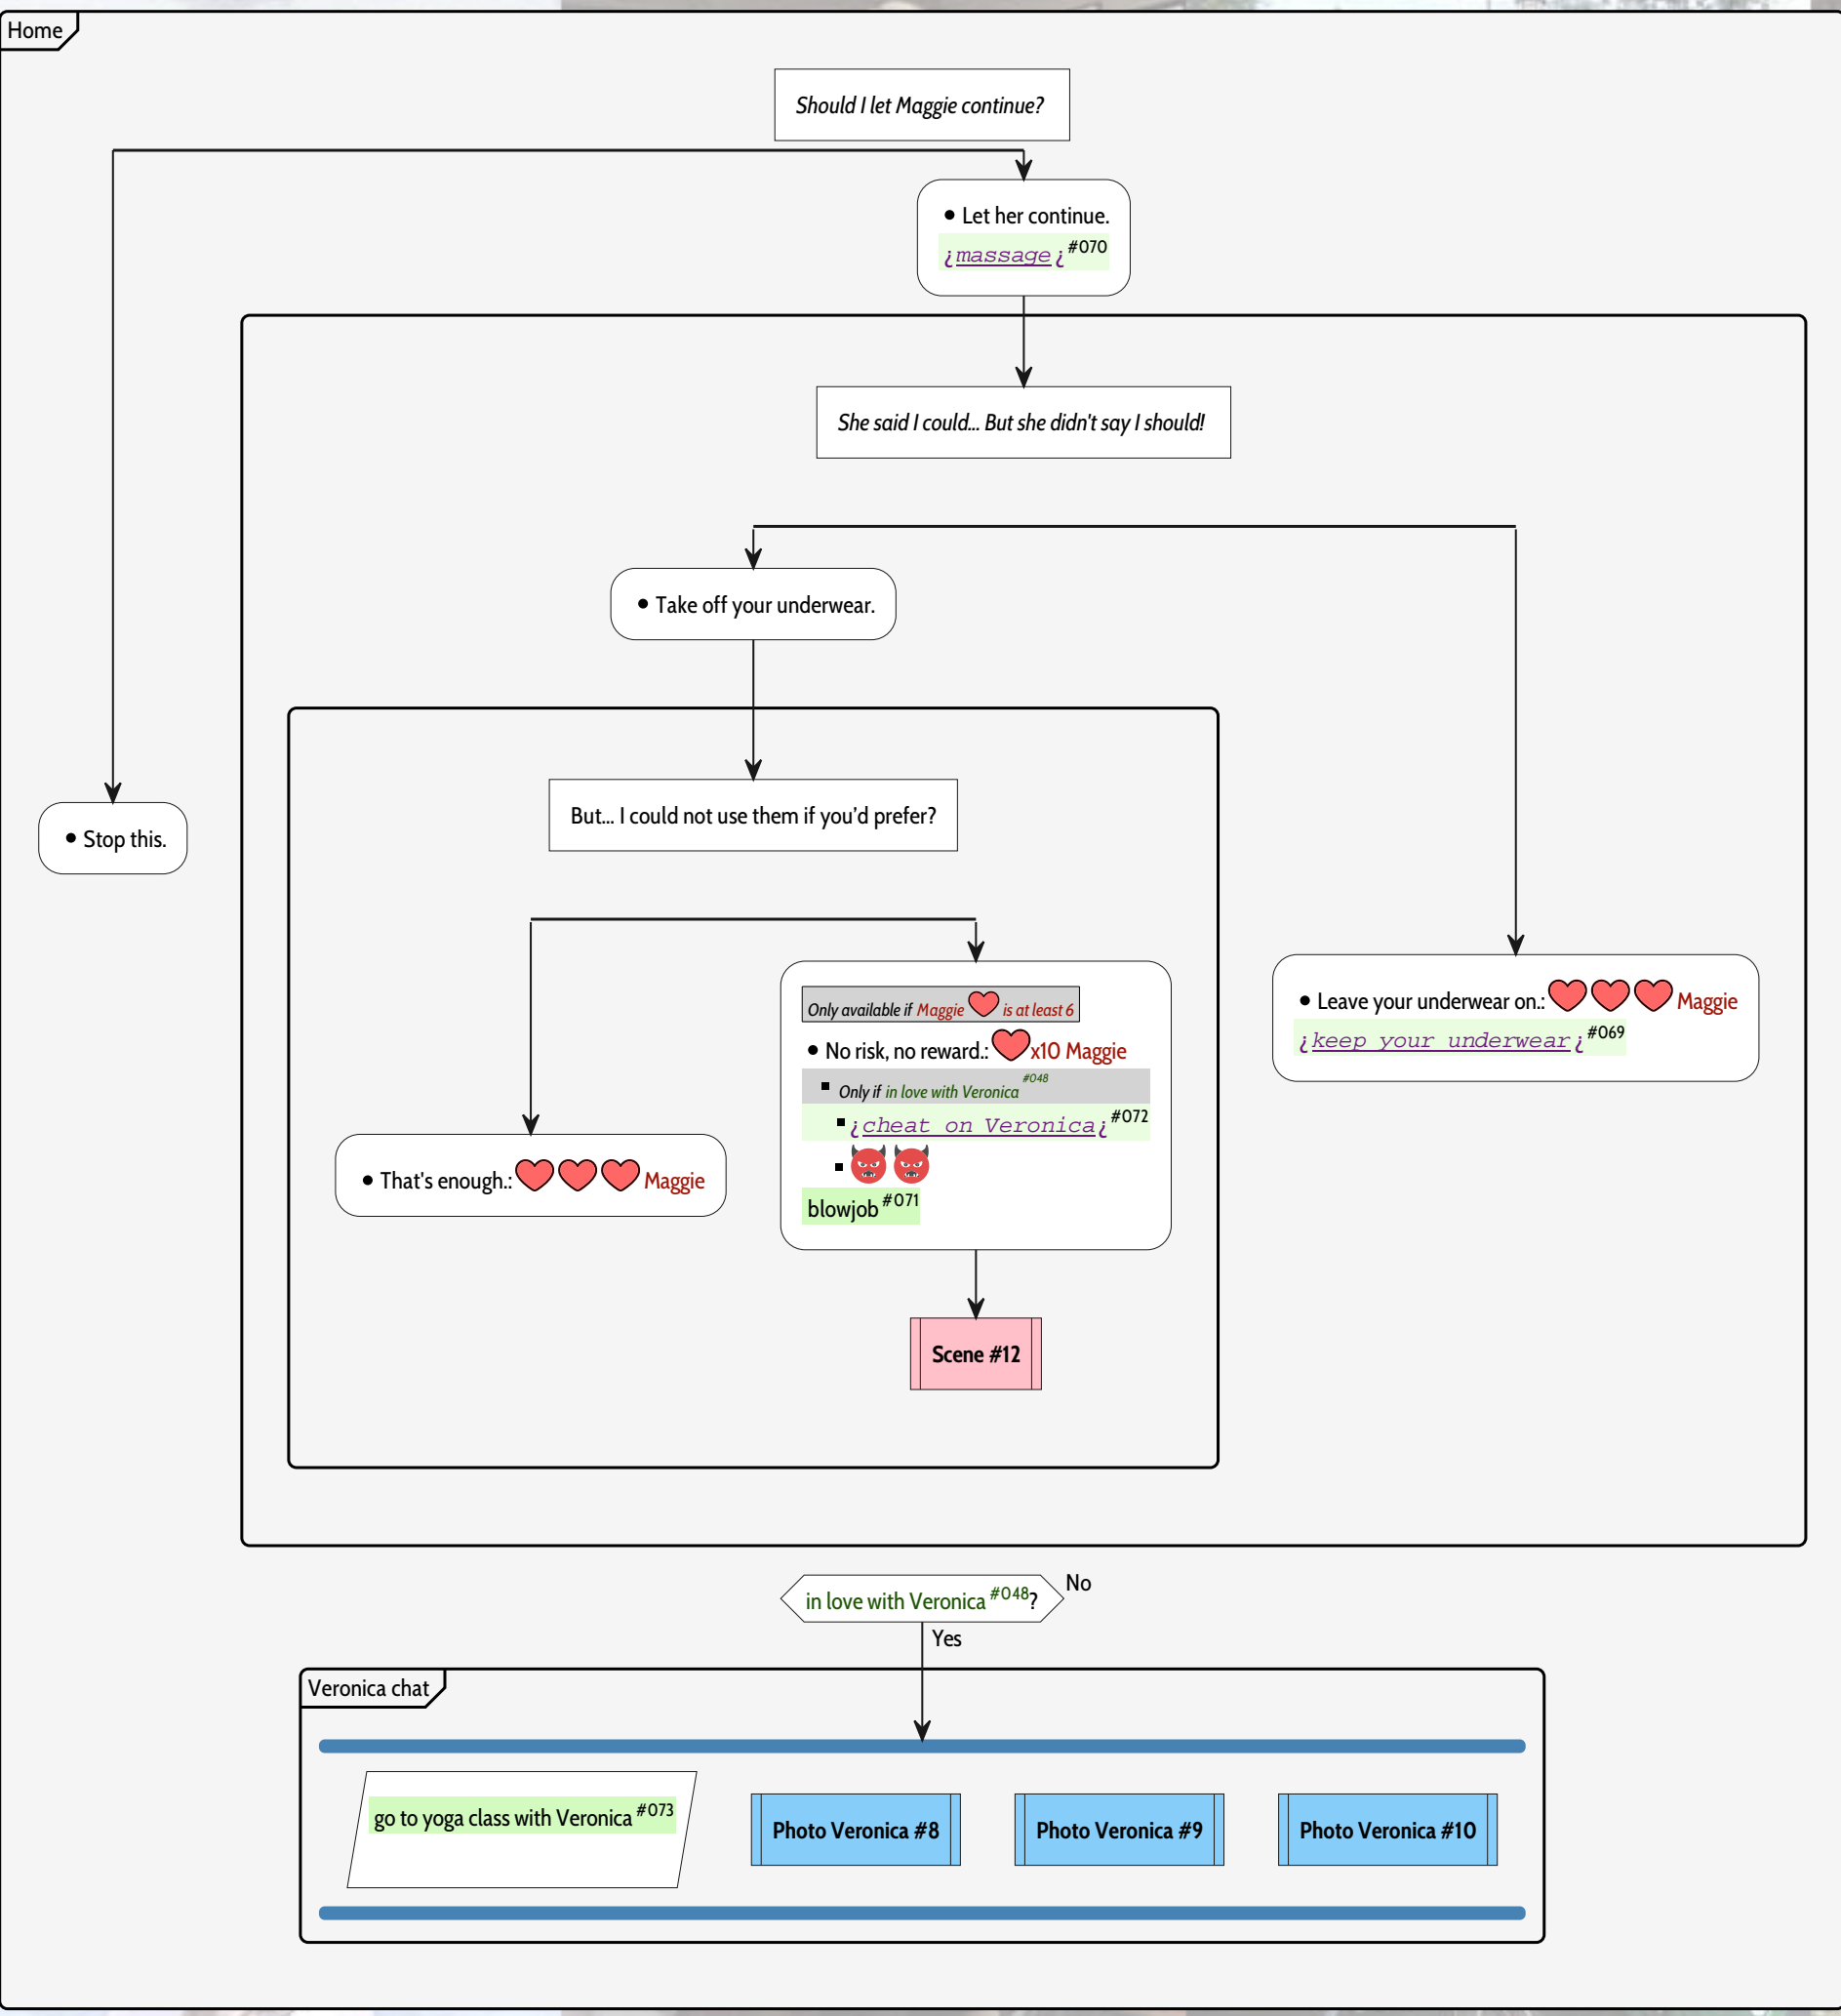 Home
Should I let Maggie continue?
Let her continue.
¿massage¿ #070
She said I could... But she didn't say I should!
Take off your underwear.
But... I could not use them if you'd prefer?
Stop this.
Only available if Maggie is at least 6
No risk, no reward.: x10 Maggie
Only if in love with Veronica #048
¿cheat on Veronica¿ #072
blowjob #071
Leave your underwear on.: Maggie
¿keep your underwear¿ #069
That's enough.: Maggie
Scene #12
in love with Veronica #048?
No
Yes
Veronica chat
go to yoga class with Veronica #073
Photo Veronica #8
Photo Veronica #9
Photo Veronica #10